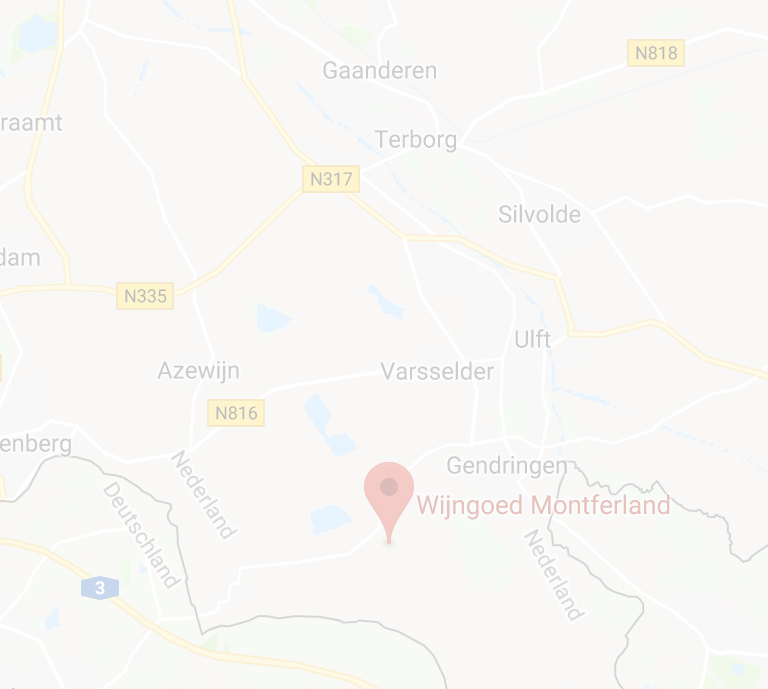 Gaanderen
N818
raamt
Terborg
N317
Silvolde
dam
N335
Ulft
Azewijn
Varsselder
N816
enberg
Gendringen
Nederland
Deutschland
Wijngoed Montferland
Nederland
3